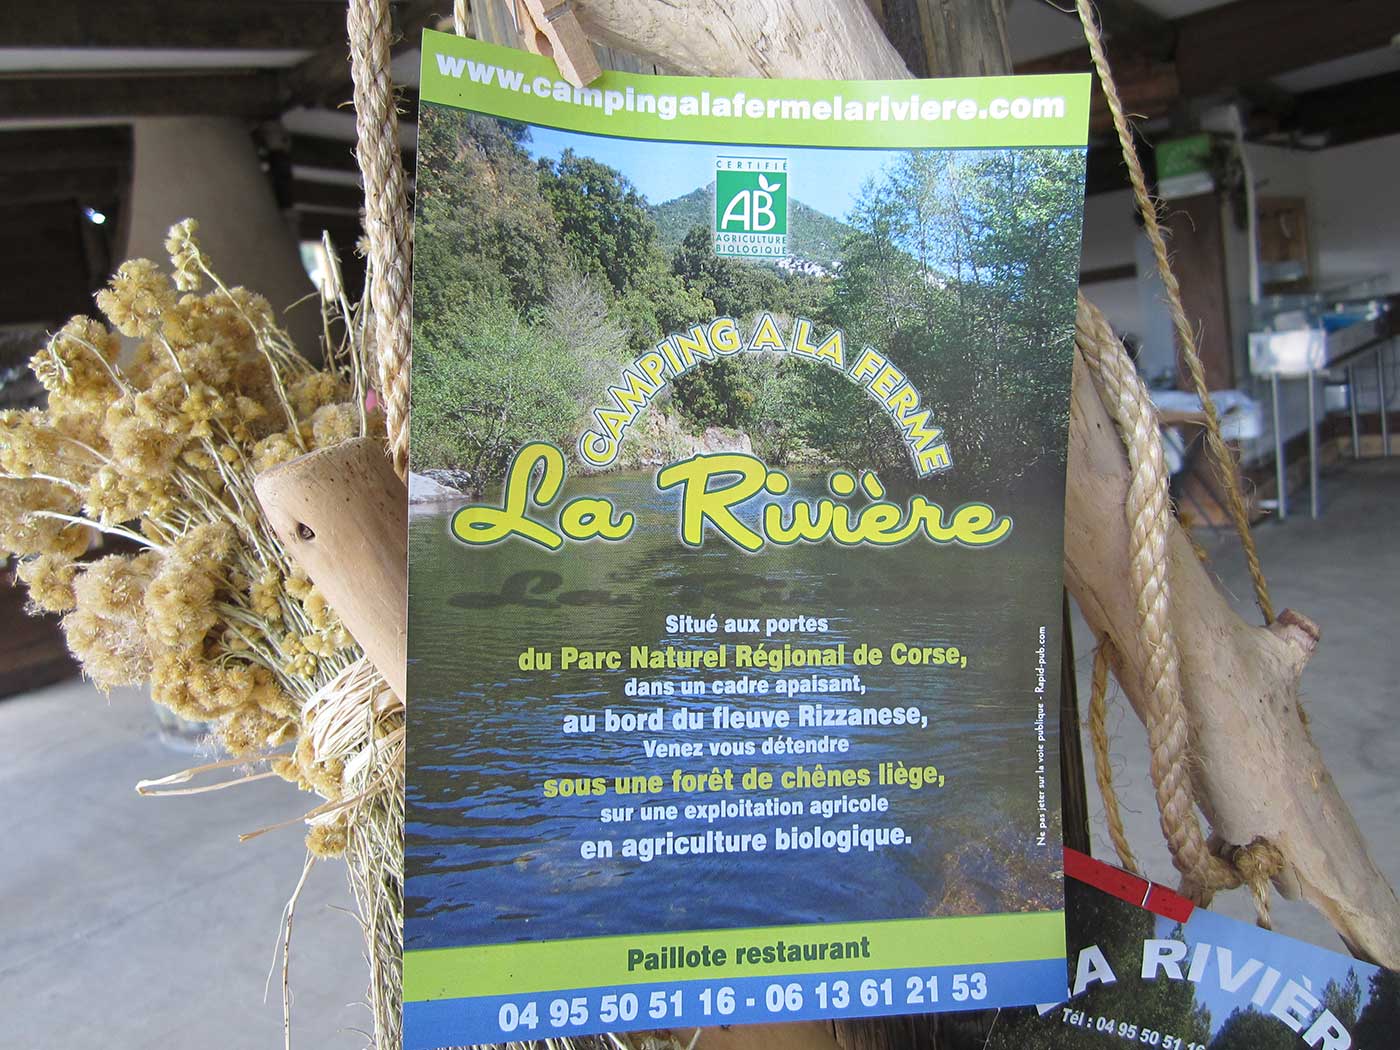 www.campingalafermelariviere.com
CERTIFIÉ
AB
AGRICULTURE
BIOLOGIQUE
CAMPING A LA FERME
La Rivière
Situé aux portes
du Parc Naturel Régional de Corse,
dans un cadre apaisant,
au bord du fleuve Rizzanese,
Venez vous détendre
sous une forêt de chênes liège,
sur une exploitation agricole
en agriculture biologique.
Ne pas jeter sur la voie publique - Rapid-pub.com
Paillote restaurant
04 95 50 51 16 - 06 13 61 21 53
LA RIVIÈR
Tél : 04 95 50 51 16